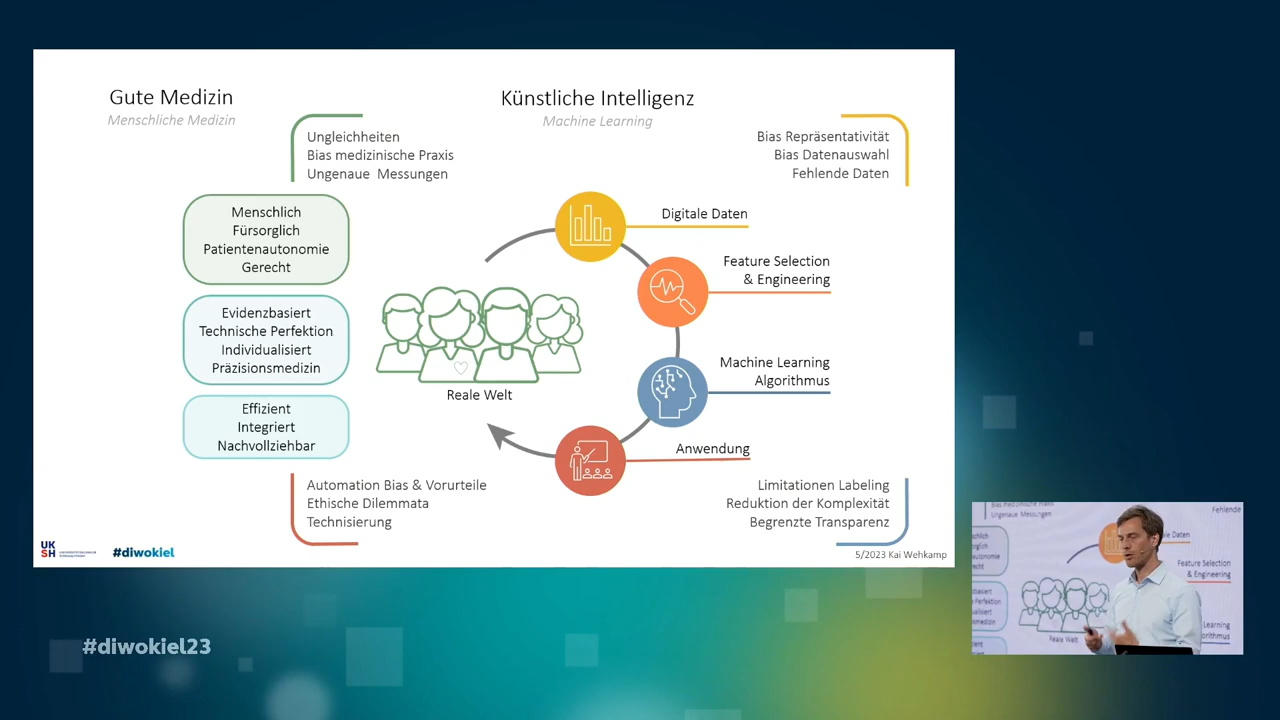 Gute Medizin
Menschliche Medizin
Künstliche Intelligenz
Machine Learning
Ungleichheiten
Bias medizinische Praxis
Ungenaue Messungen
Bias Repräsentativität
Bias Datenauswahl
Fehlende Daten
Menschlich
Fürsorglich
Patientenautonomie
Gerecht
Evidenzbasiert
Technische Perfektion
Individualisiert
Präzisionsmedizin
Effizient
Integriert
Nachvollziehbar
Reale Welt
Digitale Daten
Feature Selection
& Engineering
Machine Learning
Algorithmus
Anwendung
Automation Bias & Vorurteile
Ethische Dilemmata
Technisierung
Limitationen Labeling
Reduktion der Komplexität
Begrenzte Transparenz
UK
SH
#diwokiel
5/2023 Kai Wehkamp
#diwokiel23
Ungenaue Messungen
Fehlende
Feature Selection
& Engineering
Reale Welt
Learning